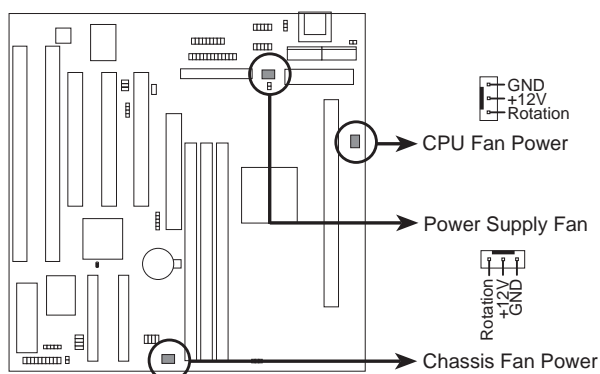 GND
+12V
Rotation
CPU Fan Power
Power Supply Fan
Rotation
+12V
GND
Chassis Fan Power